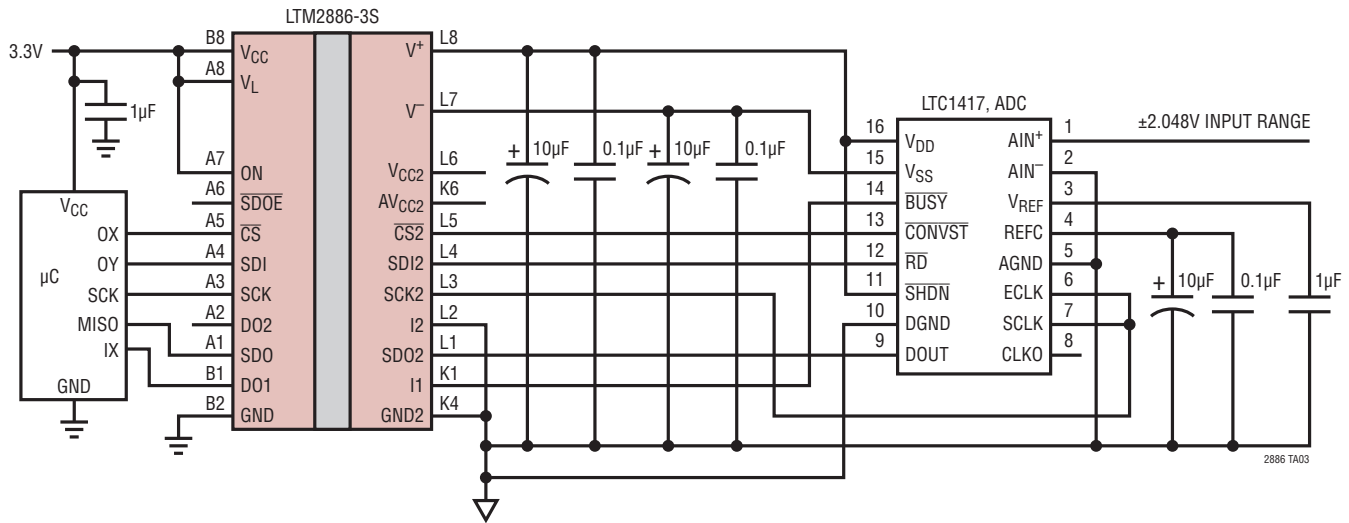 LTM2886-3S
3.3V
1µF
B8
A8
A7
A6
A5
A4
A3
A2
A1
B1
B2
VCC
VL
ON
SDOE
CS
SDI
SCK
DO2
SDO
DO1
GND
µC
VCC
OX
OY
SCK
MISO
IX
GND
V+
V–
VCC2
AVCC2
CS2
SDI2
SCK2
I2
SDO2
I1
GND2
L8
L7
L6
K6
L5
L4
L3
L2
L1
K1
K4
+ 10µF
0.1µF
+ 10µF
0.1µF
LTC1417, ADC
16
15
14
13
12
11
10
9
VDD
VSS
BUSY
CONVST
RD
SHDN
DGND
DOUT
AIN+
AIN–
VREF
REFC
AGND
ECLK
SCLK
CLKO
1
2
3
4
5
6
7
8
±2.048V INPUT RANGE
+ 10µF
0.1µF
1µF
2886 TA03